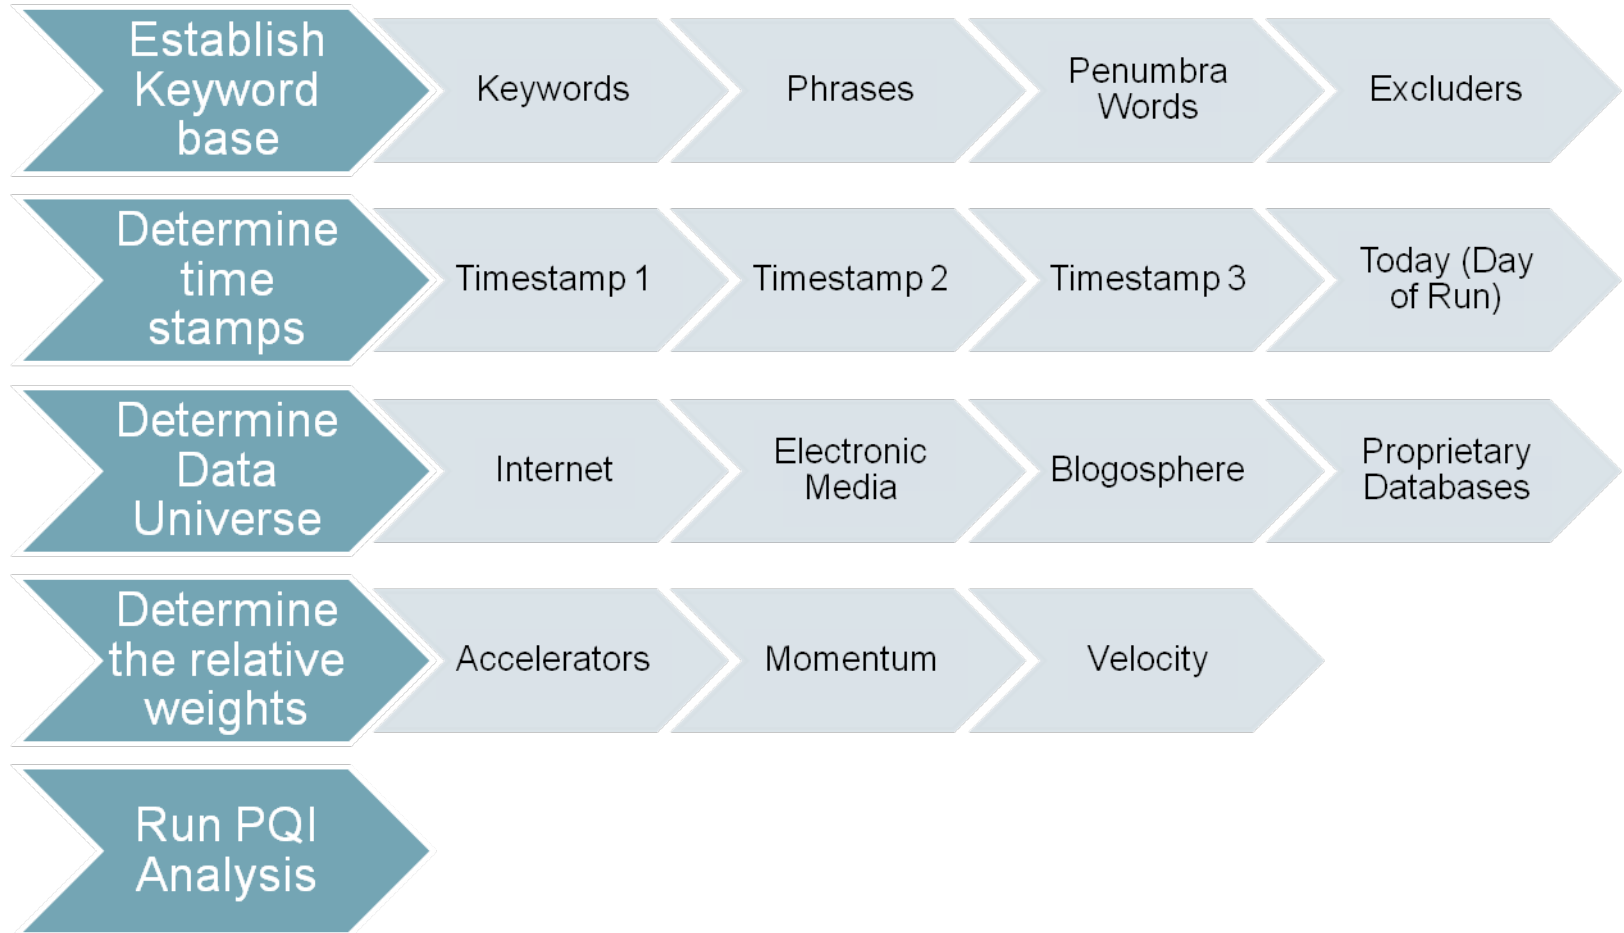 Establish
Keyword
base
Keywords
Phrases
Penumbra
Words
Excluders
Determine
time
stamps
Timestamp 1
Timestamp 2
Timestamp 3
Today (Day
of Run)
Determine
Data
Universe
Internet
Electronic
Media
Blogosphere
Proprietary
Databases
Determine
the relative
weights
Accelerators
Momentum
Velocity
Run PQI
Analysis